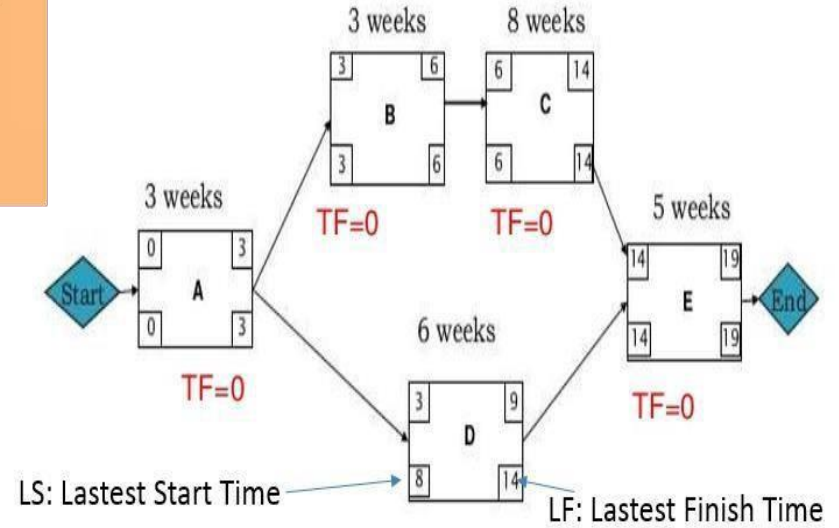 3 weeks
8 weeks
3 6
B
3 6
6 14
C
6 14
TF=0
TF=0
3 weeks
0 3
A
0 3
TF=0
Start
5 weeks
14 19
E
14 19
TF=0
End
6 weeks
3 9
D
8 14
LS: Lastest Start Time
LF: Lastest Finish Time